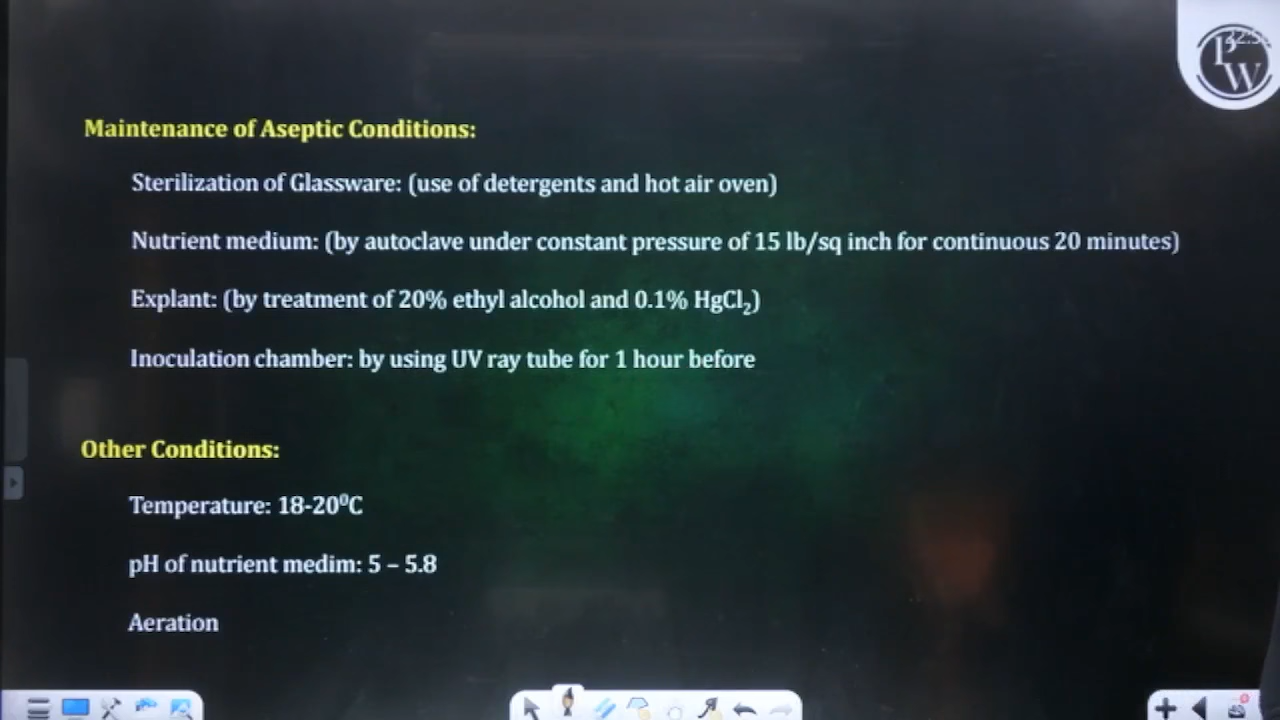 Maintenance of Aseptic Conditions:
Sterilization of Glassware: (use of detergents and hot air oven)
Nutrient medium: (by autoclave under constant pressure of 15 lb/sq inch for continuous 20 minutes)
Explant: (by treatment of 20% ethyl alcohol and 0.1% HgCl₂)
Inoculation chamber: by using UV ray tube for 1 hour before
Other Conditions:
Temperature: 18-20⁰C
pH of nutrient medim: 5 – 5.8
Aeration
PW